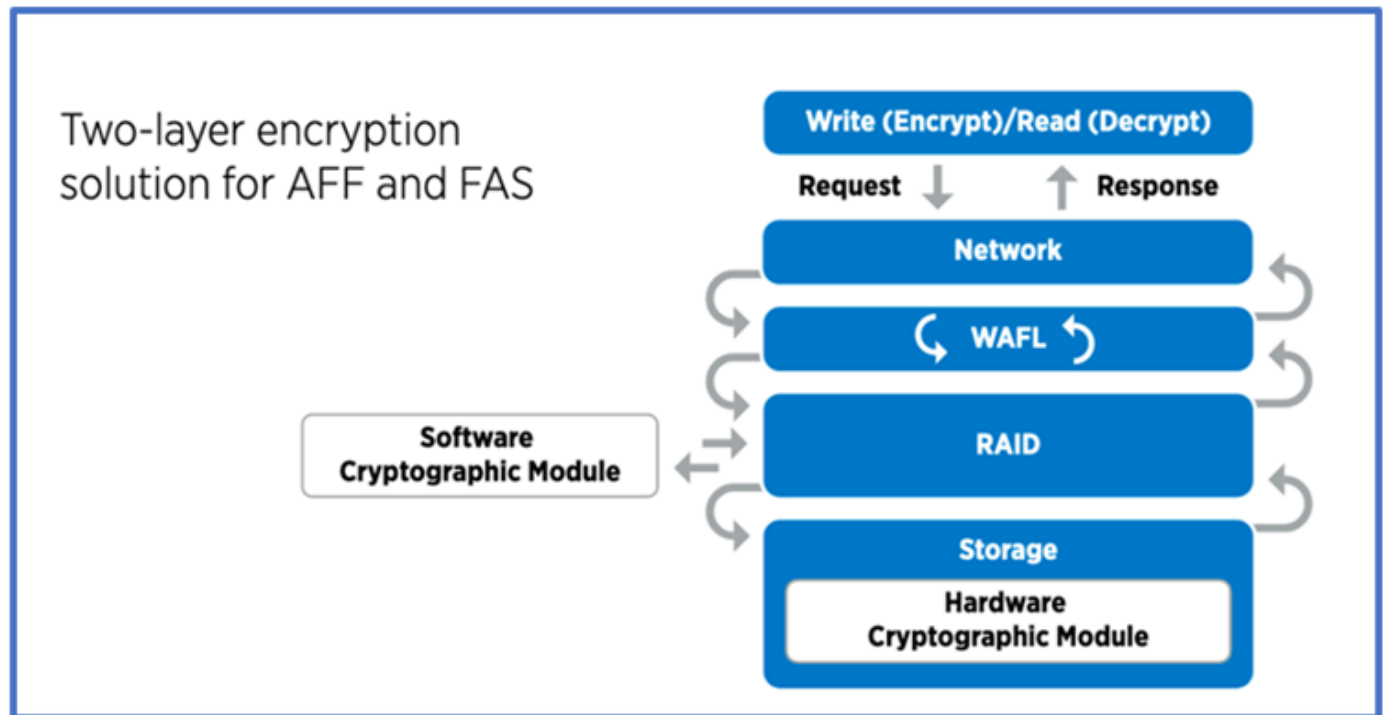 Two-layer encryption
solution for AFF and FAS
Write (Encrypt)/Read (Decrypt)
Request
Response
Network
WAFL
RAID
Software
Cryptographic Module
Storage
Hardware
Cryptographic Module